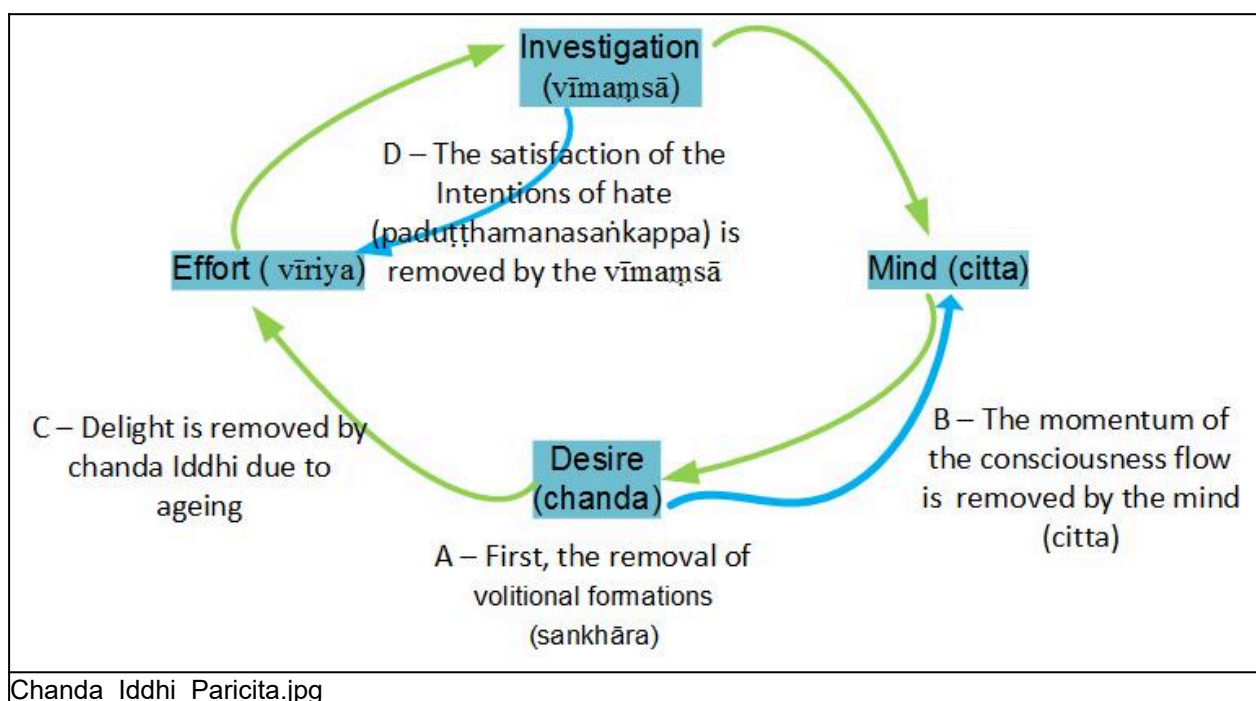 Investigation
(vīmaṃsā)
D – The satisfaction of the
Intentions of hate
(paduṭṭhamanasaṅkappa) is
removed by the vīmaṃsā
Effort ( vīriya)
Mind (citta)
C – Delight is removed by
chanda Iddhi due to
ageing
Desire
(chanda)
B – The momentum of
the consciousness flow
is removed by the mind
(citta)
A – First, the removal of
volitional formations
(sankhāra)
Chanda_Iddhi_Paricita.jpg